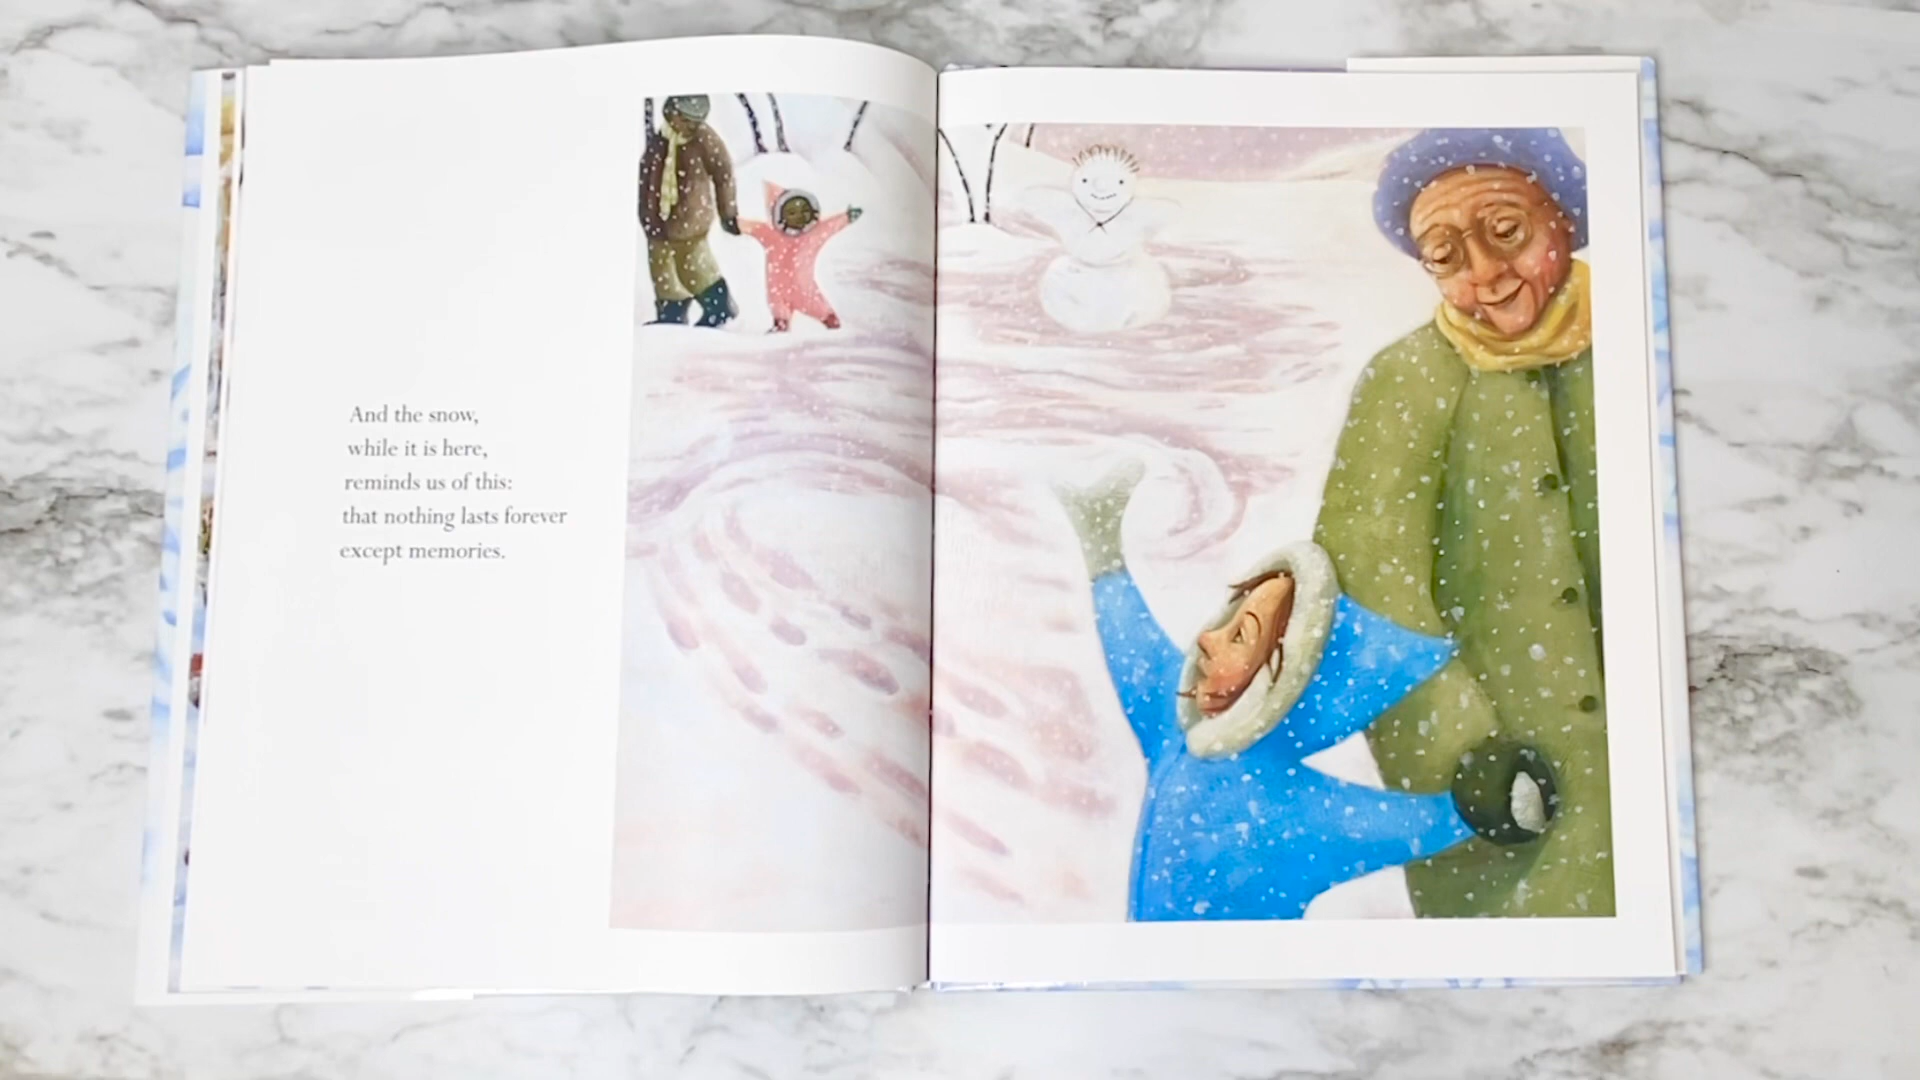 And the snow,
while it is here,
reminds us of this:
that nothing lasts forever
except memories.